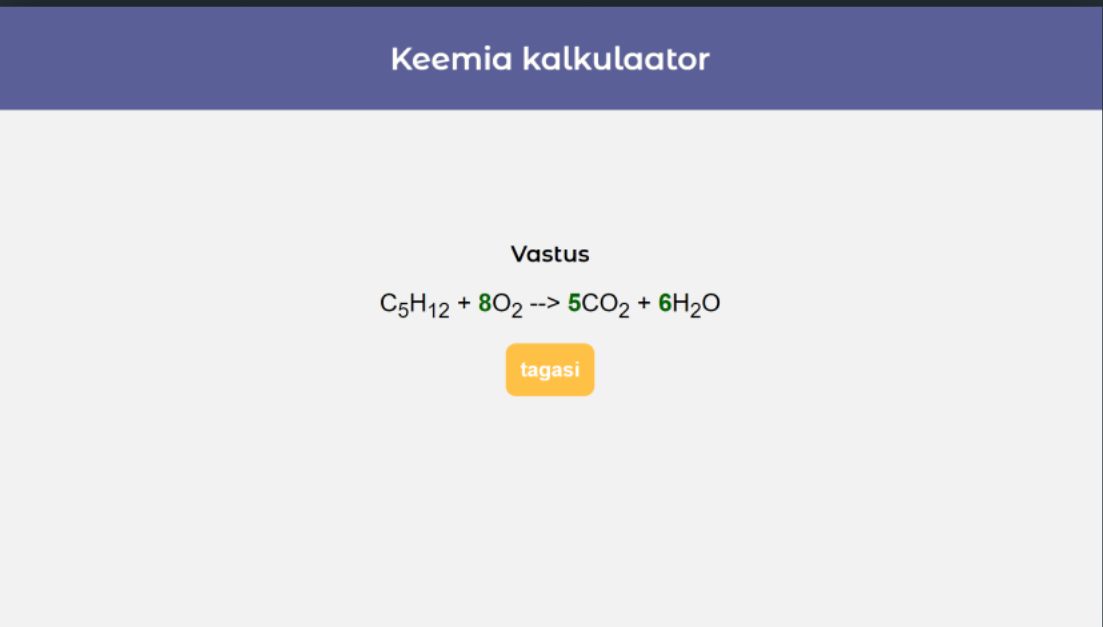 Keemia kalkulaator
Vastus
C₅H₁₂ + 8O₂ --> 5CO₂ + 6H₂O
tagasi